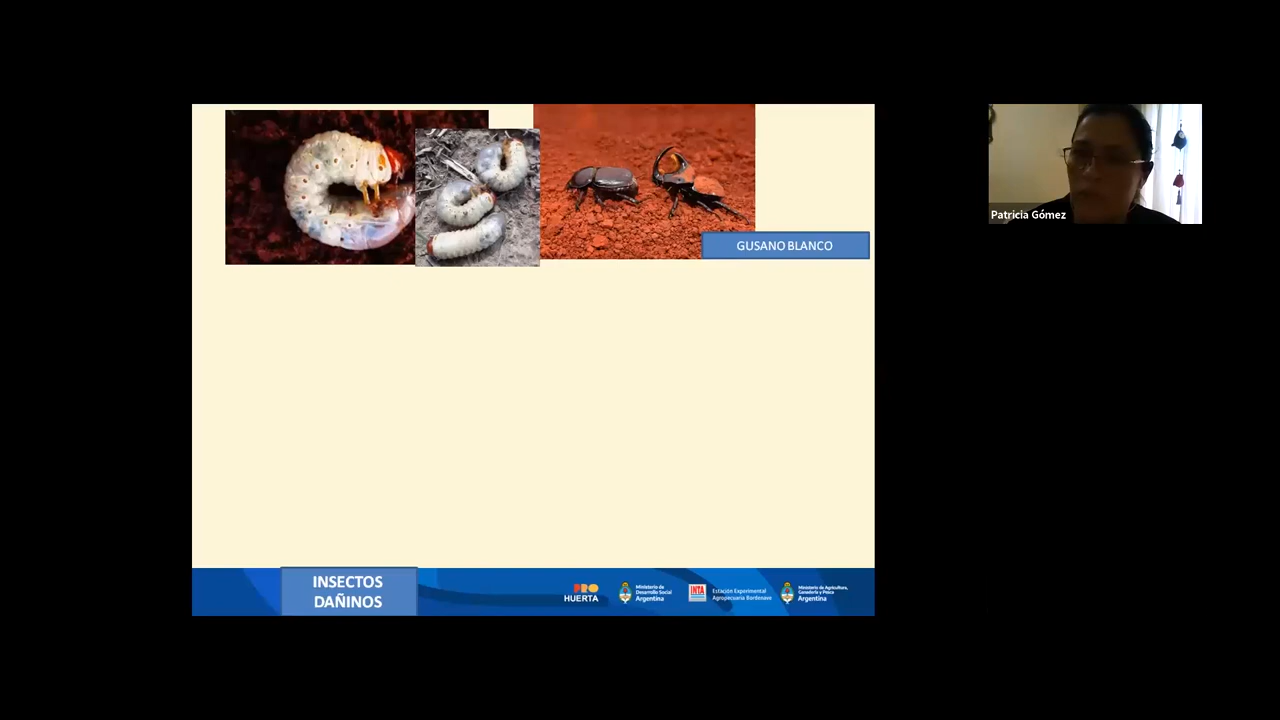 GUSANO BLANCO
Patricia Gómez
INSECTOS
DAÑINOS
PRO
HUERTA
Ministerio de
Desarrollo Social
Argentina
INTA
Estación Experimental
Agropecuaria Bordenave
Ministerio de Agricultura,
Ganadería y Pesca
Argentina